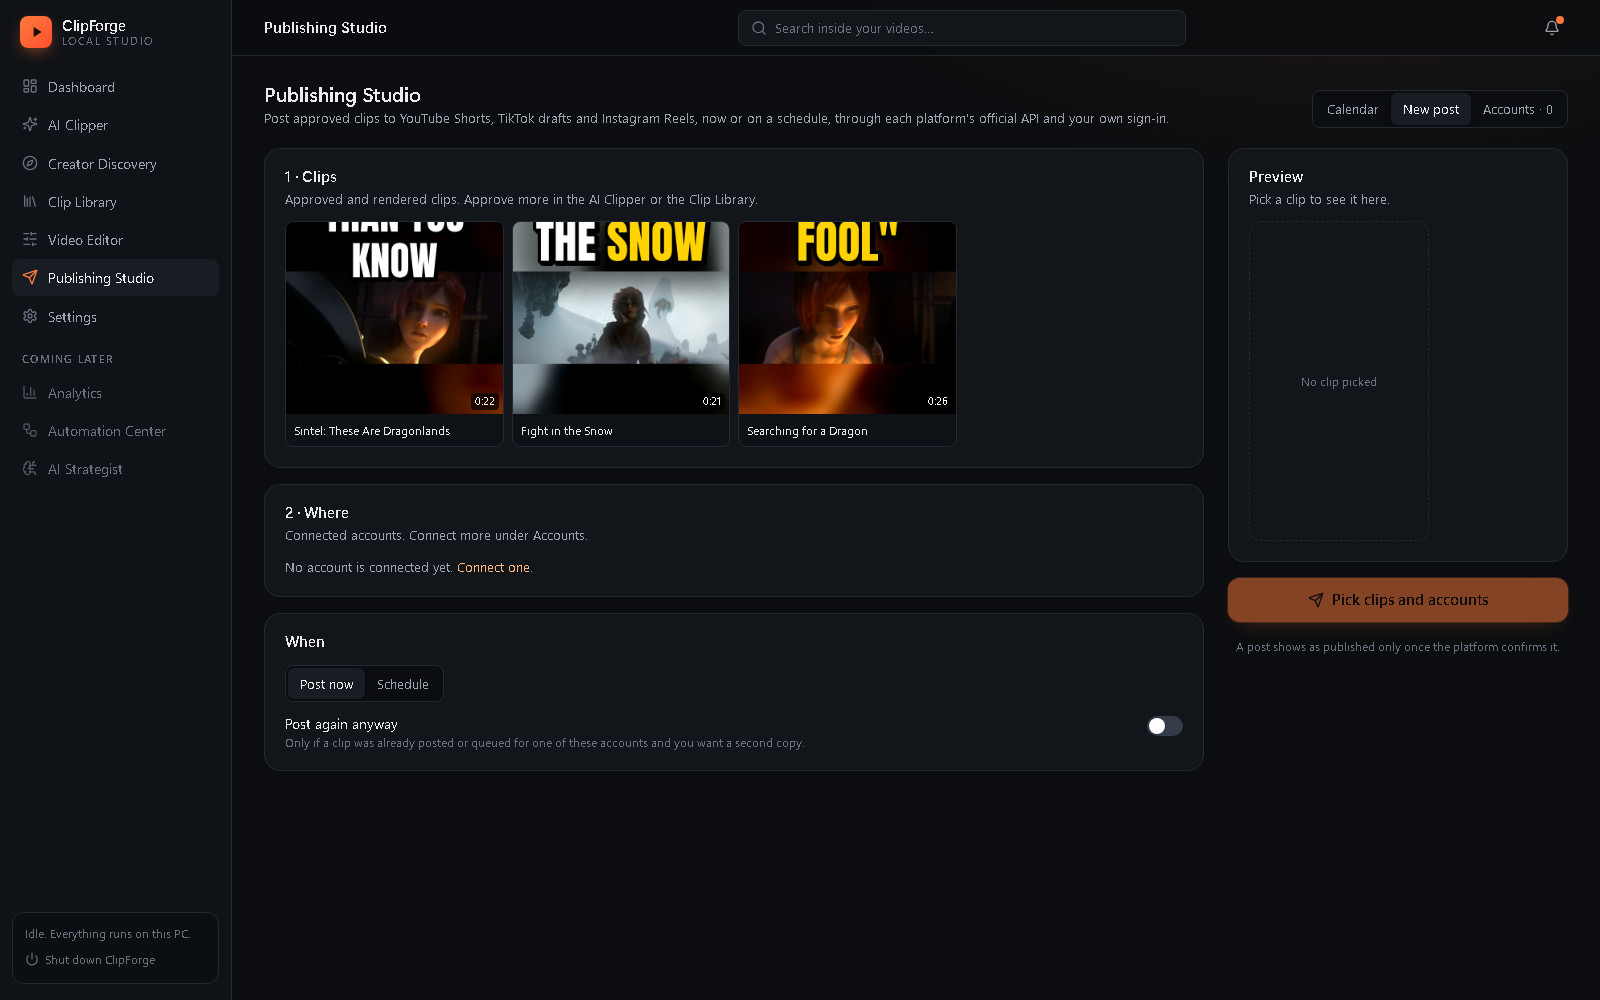 ClipForge
LOCAL STUDIO
Dashboard
AI Clipper
Creator Discovery
Clip Library
Video Editor
Publishing Studio
Settings
COMING LATER
Analytics
Automation Center
AI Strategist
Idle. Everything runs on this PC.
Shut down ClipForge
Publishing Studio
Search inside your videos...
Publishing Studio
Post approved clips to YouTube Shorts, TikTok drafts and Instagram Reels, now or on a schedule, through each platform's official API and your own sign-in.
Calendar
New post
Accounts · 0
1 · Clips
Approved and rendered clips. Approve more in the AI Clipper or the Clip Library.
THAN YOU
KNOW
0:22
Sintel: These Are Dragonlands
THE SNOW
0:21
Fight in the Snow
FOOL"
0:26
Searching for a Dragon
2 · Where
Connected accounts. Connect more under Accounts.
No account is connected yet. Connect one.
When
Post now
Schedule
Post again anyway
Only if a clip was already posted or queued for one of these accounts and you want a second copy.
Preview
Pick a clip to see it here.
No clip picked
Pick clips and accounts
A post shows as published only once the platform confirms it.